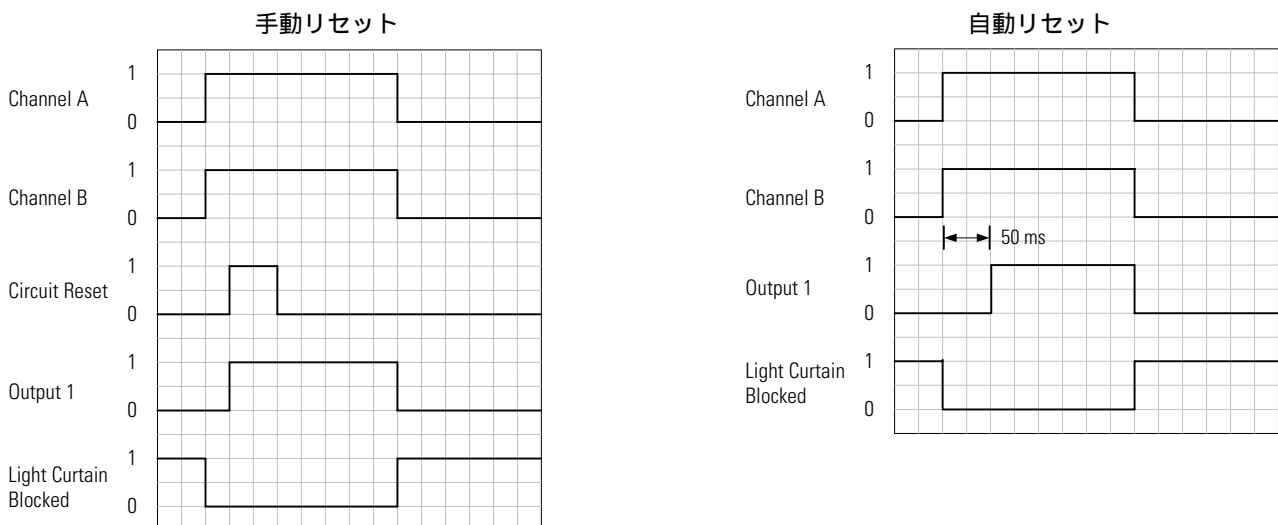 手動リセット
Channel A
1
0
Channel B
1
0
Circuit Reset
1
0
Output 1
1
0
Light Curtain
Blocked
1
0
自動リセット
Channel A
1
0
Channel B
1
0
50 ms
Output 1
1
0
Light Curtain
Blocked
1
0